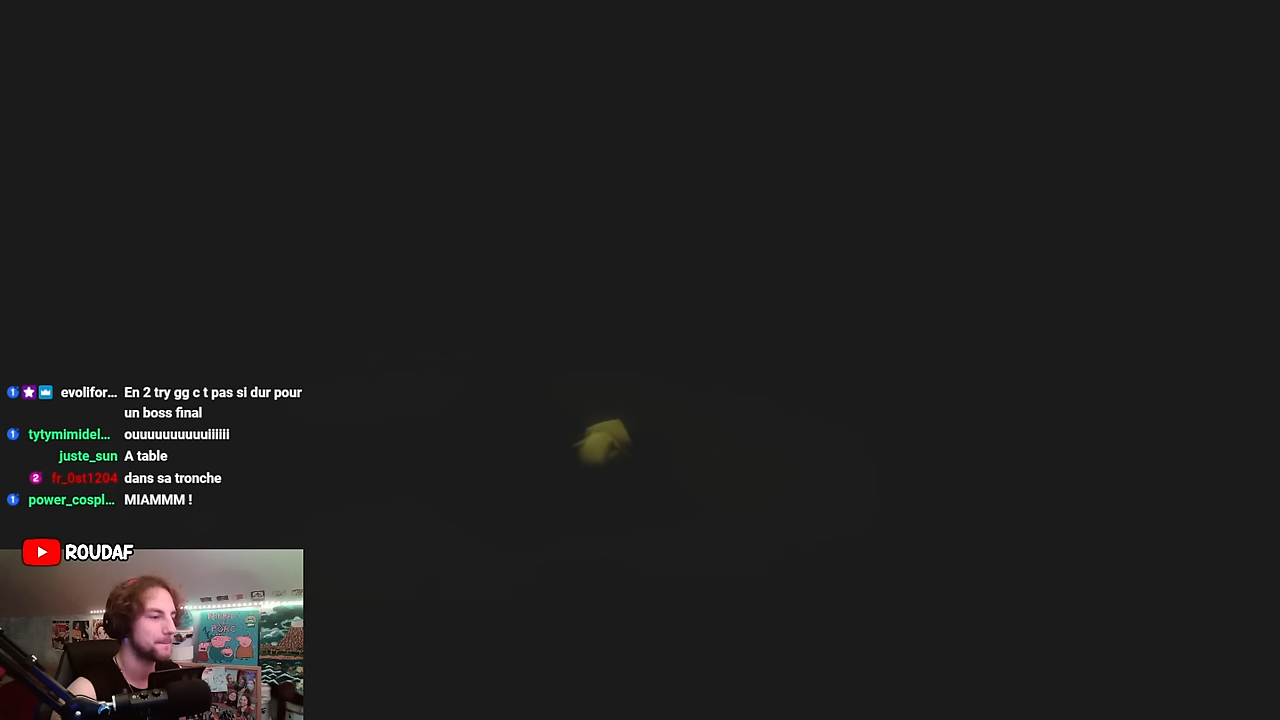 evolifor... En 2 try gg c t pas si dur pour
un boss final
tytymimidel... ouuuuuuuuuuiiiiii
juste_sun A table
2 fr_0st1204 dans sa tronche
power_cospl... MIAMMM !
ROUDAF